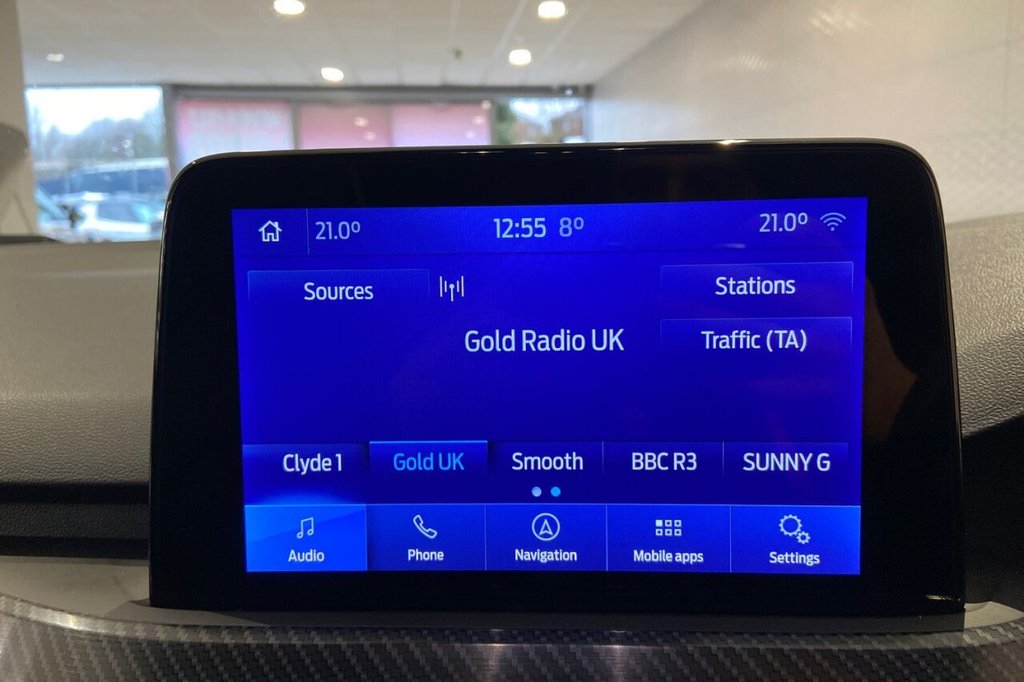 21.0º 12:55 8º 21.0º
Sources Stations
Gold Radio UK Traffic (TA)
Clyde 1 Gold UK Smooth BBC R3 SUNNY G
Audio Phone Navigation Mobile apps Settings